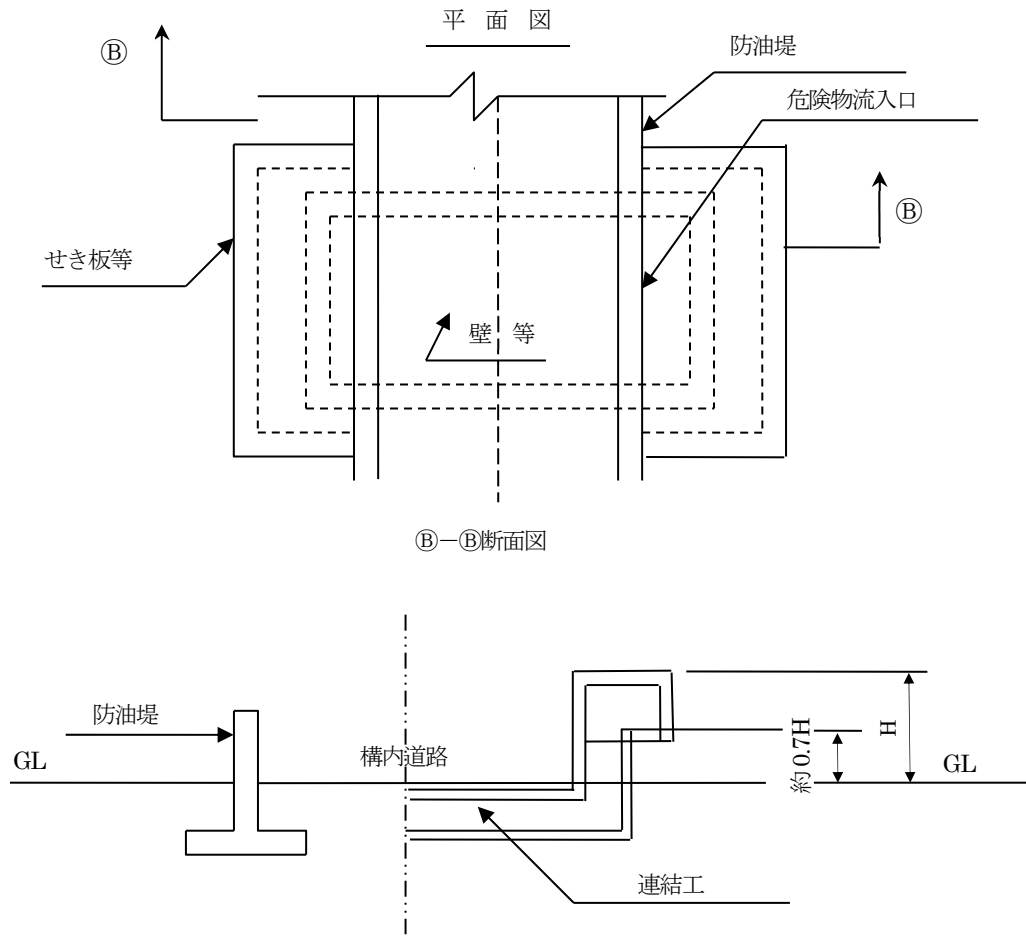 平 面 図
Ⓑ
防油堤
危険物流入口
Ⓑ
せき板等
壁 等
Ⓑ－Ⓑ断面図
防油堤
GL
構内道路
約0.7H
H
GL
連結工